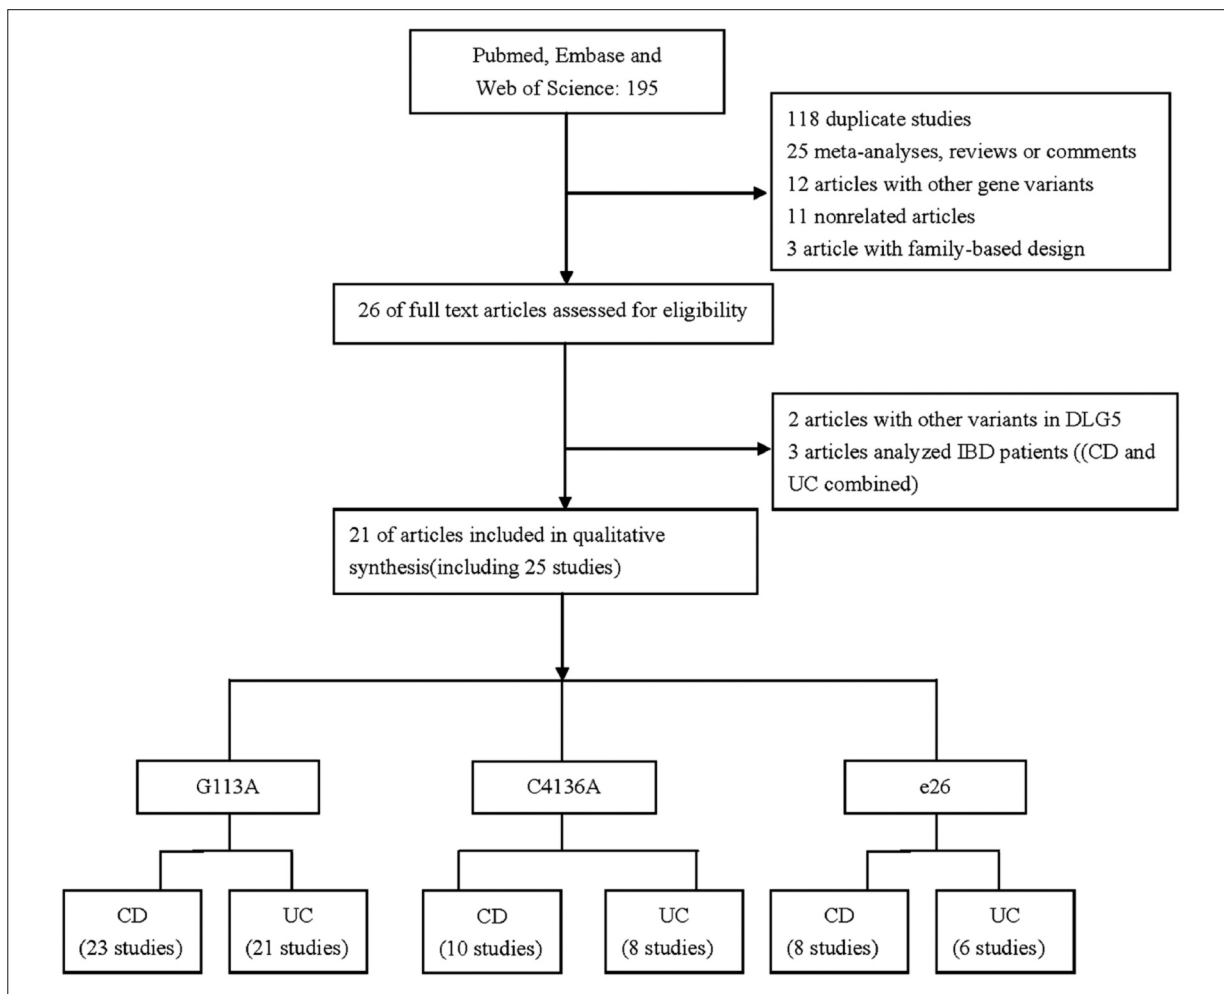 Pubmed, Embase and
Web of Science: 195
118 duplicate studies
25 meta-analyses, reviews or comments
12 articles with other gene variants
11 nonrelated articles
3 article with family-based design
26 of full text articles assessed for eligibility
2 articles with other variants in DLG5
3 articles analyzed IBD patients ((CD and
UC combined)
21 of articles included in qualitative
synthesis(including 25 studies)
G113A
C4136A
e26
CD
(23 studies)
UC
(21 studies)
CD
(10 studies)
UC
(8 studies)
CD
(8 studies)
UC
(6 studies)